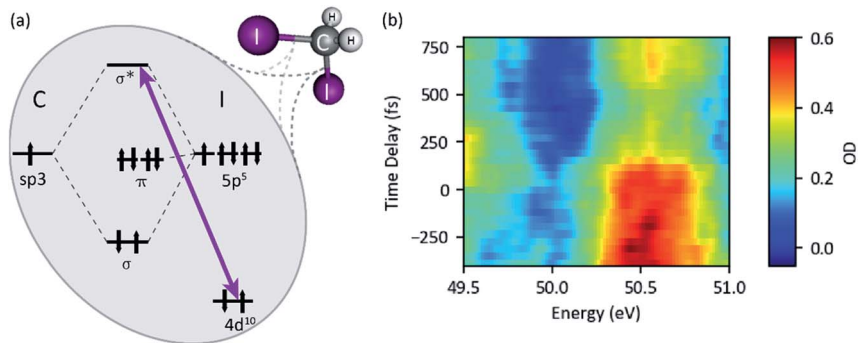 (a)
I
H
C
H
I
σ*
C
I
sp3
π
5p⁵
σ
4d¹⁰
(b)
750
500
250
0
−250
Time Delay (fs)
49.5
50.0
50.5
51.0
Energy (eV)
0.6
0.4
0.2
0.0
OD